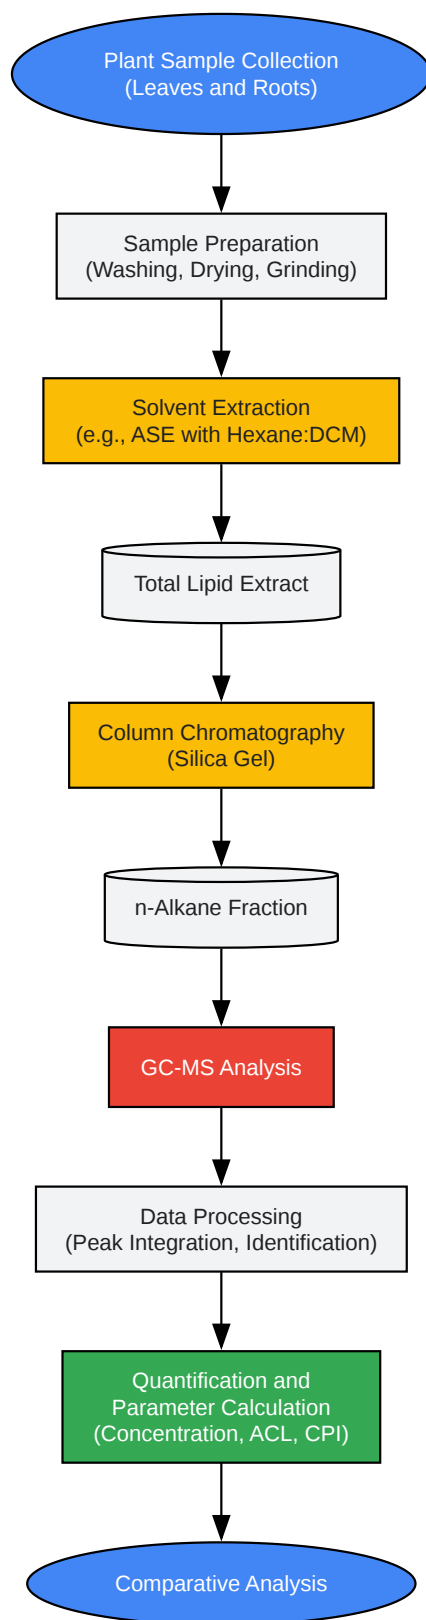 Plant Sample Collection
(Leaves and Roots)
Sample Preparation
(Washing, Drying, Grinding)
Solvent Extraction
(e.g., ASE with Hexane:DCM)
Total Lipid Extract
Column Chromatography
(Silica Gel)
n-Alkane Fraction
GC-MS Analysis
Data Processing
(Peak Integration, Identification)
Quantification and
Parameter Calculation
(Concentration, ACL, CPI)
Comparative Analysis